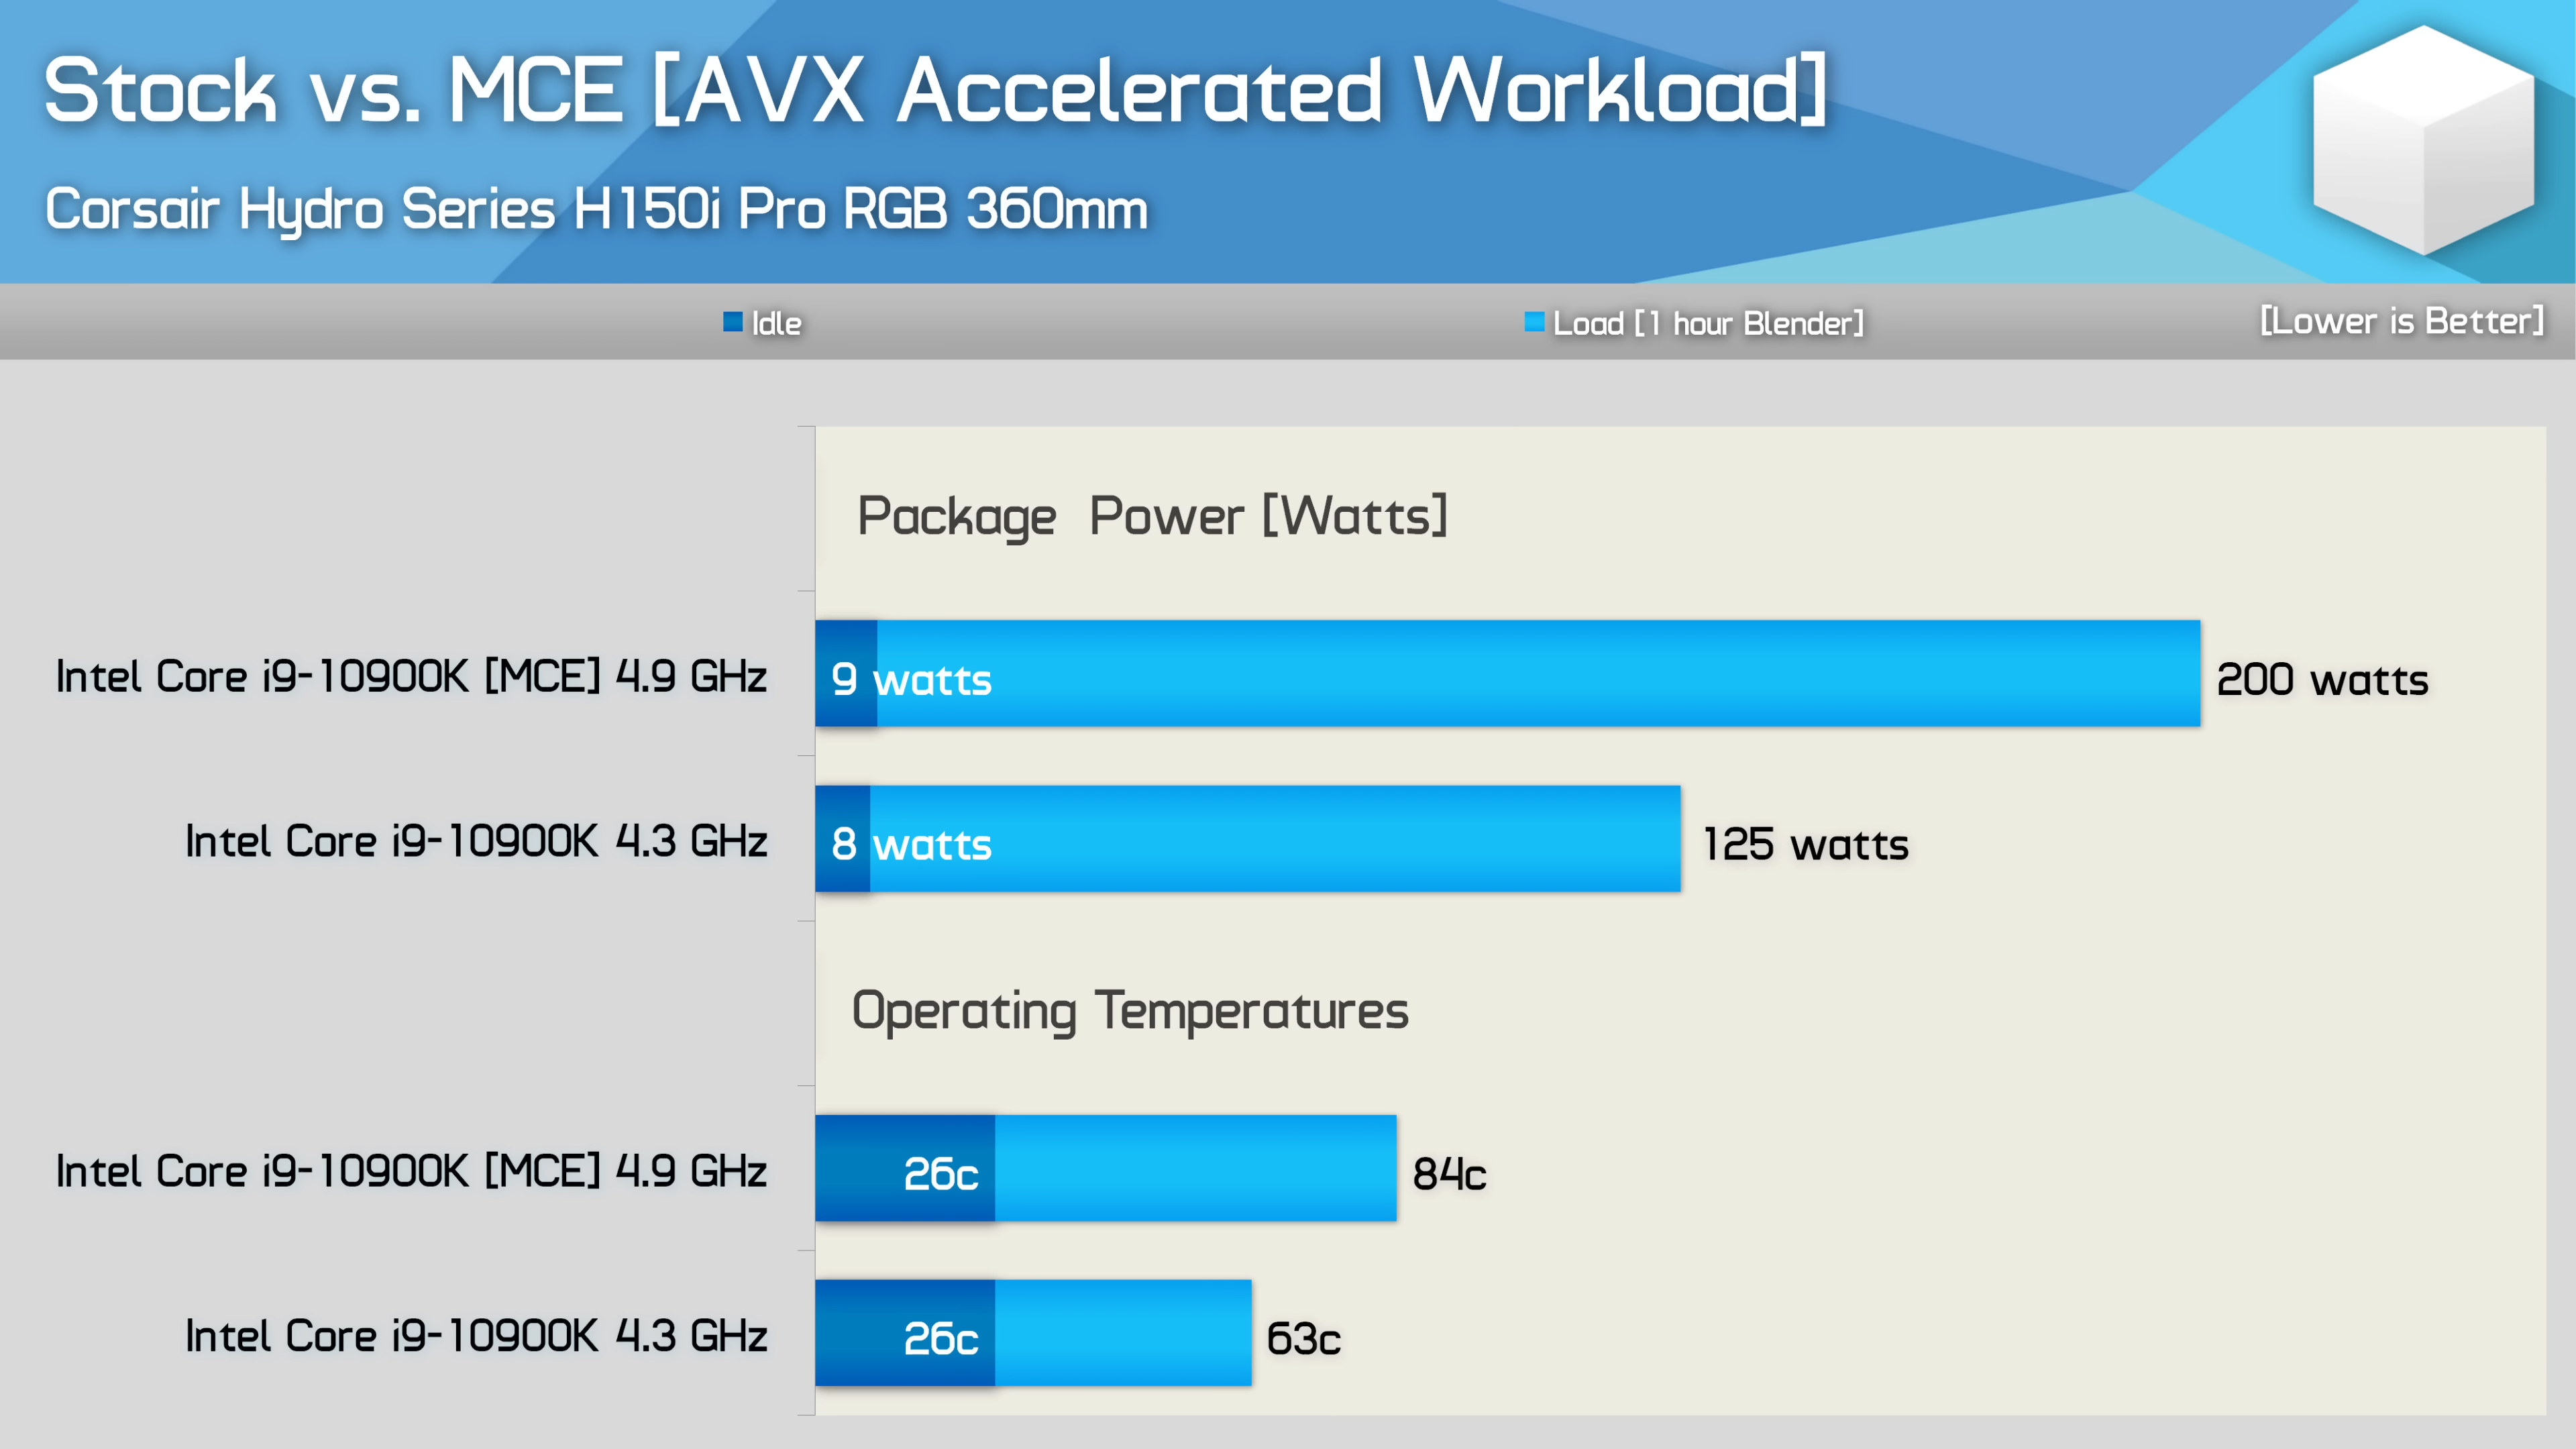 Stock vs. MCE [AVX Accelerated Workload]
Corsair Hydro Series H150i Pro RGB 360mm
Idle
Load [1 hour Blender]
[Lower is Better]
Package Power [Watts]
Intel Core i9-10900K [MCE] 4.9 GHz
9 watts
200 watts
Intel Core i9-10900K 4.3 GHz
8 watts
125 watts
Operating Temperatures
Intel Core i9-10900K [MCE] 4.9 GHz
26c
84c
Intel Core i9-10900K 4.3 GHz
26c
63c